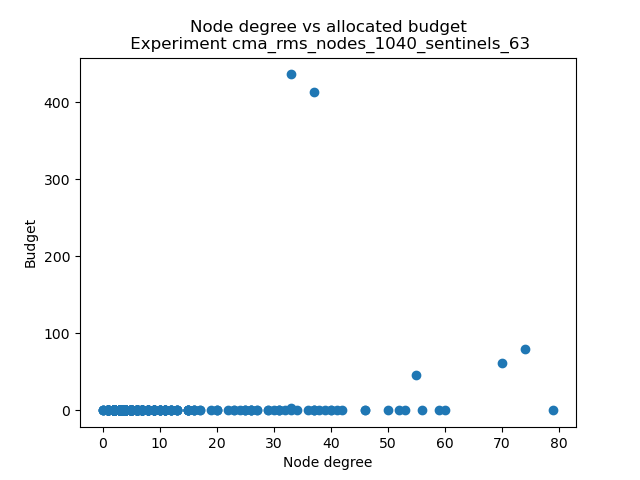 Node degree vs allocated budget
Experiment cma_rms_nodes_1040_sentinels_63
400
300
200
100
0
Budget
0 10 20 30 40 50 60 70 80
Node degree